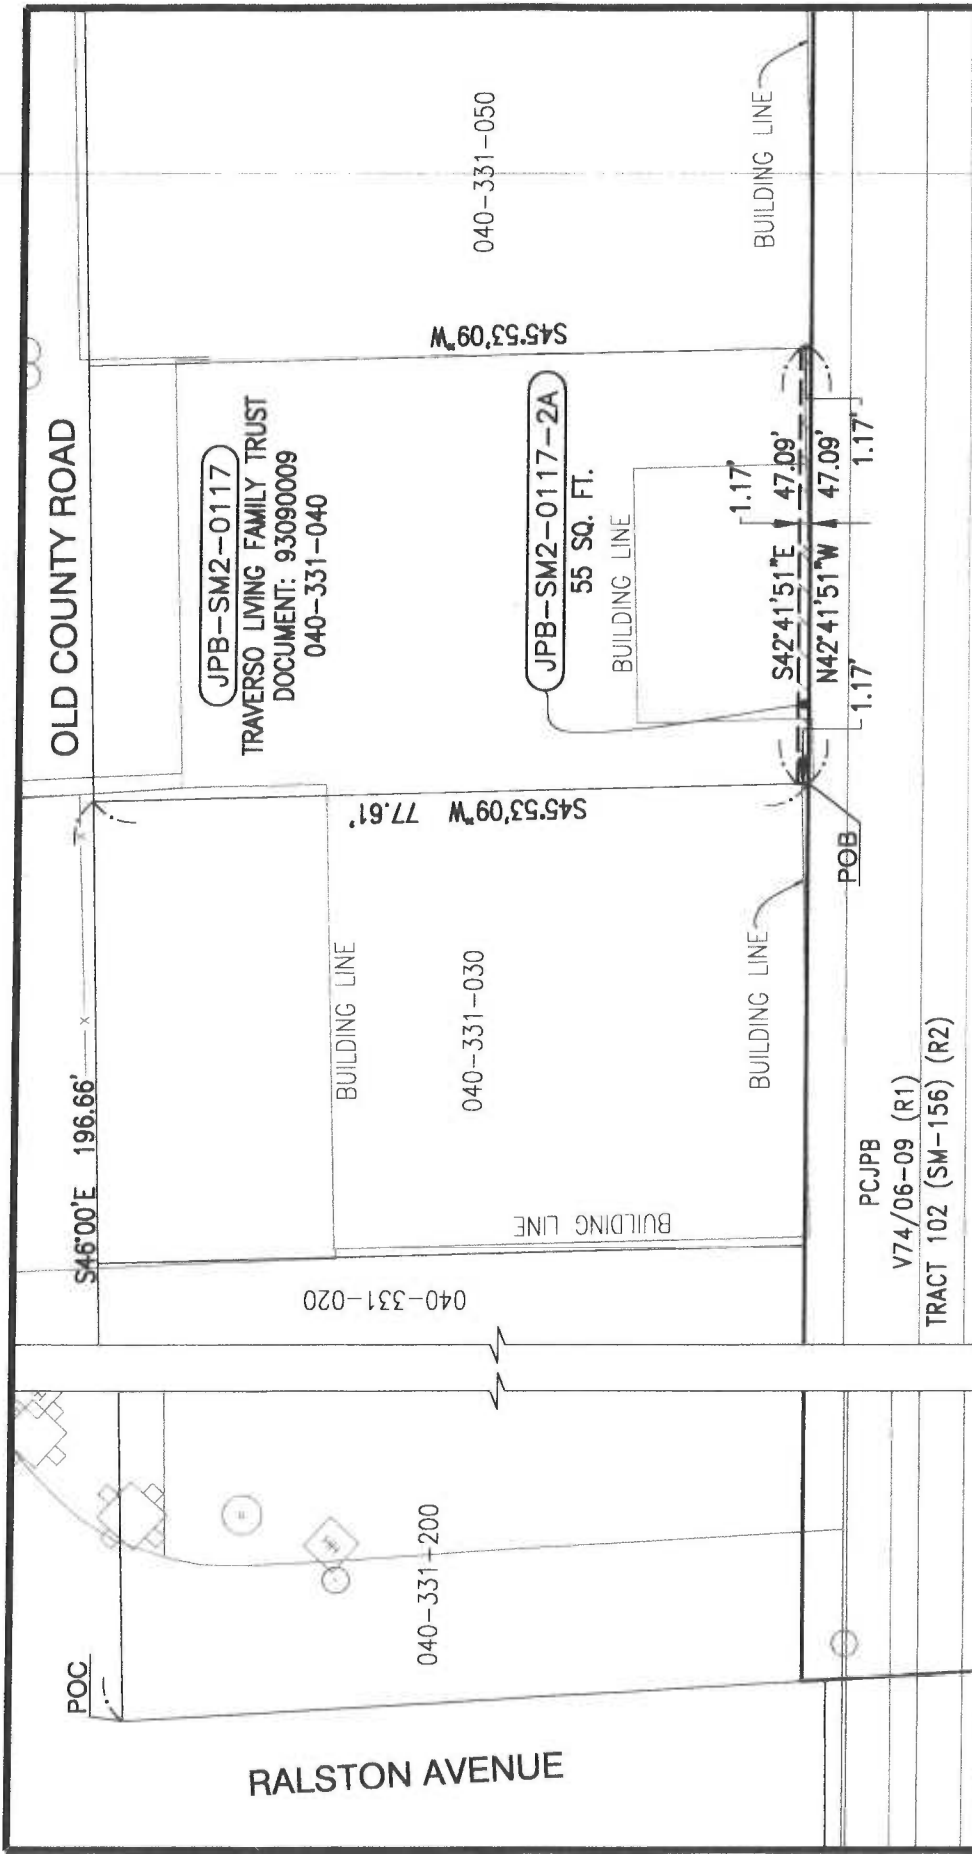 OLD COUNTY ROAD
S46°00'E 196.66'
x
x
JPB-SM2-0117
TRAVERSO LIVING FAMILY TRUST
DOCUMENT: 93090009
040-331-040
040-331-050
S45°53'09"W
JPB-SM2-0117-2A
55 SQ. FT.
BUILDING LINE
1.17'
S42°41'51"E 47.09'
N42°41'51"W 47.09'
1.17'
1.17'
BUILDING LINE
S45°53'09"W 77.61'
POB
BUILDING LINE
040-331-030
BUILDING LINE
BUILDING LINE
040-331-020
PCJPB
V74/06-09 (R1)
TRACT 102 (SM-156) (R2)
POC
040-331-200
RALSTON AVENUE